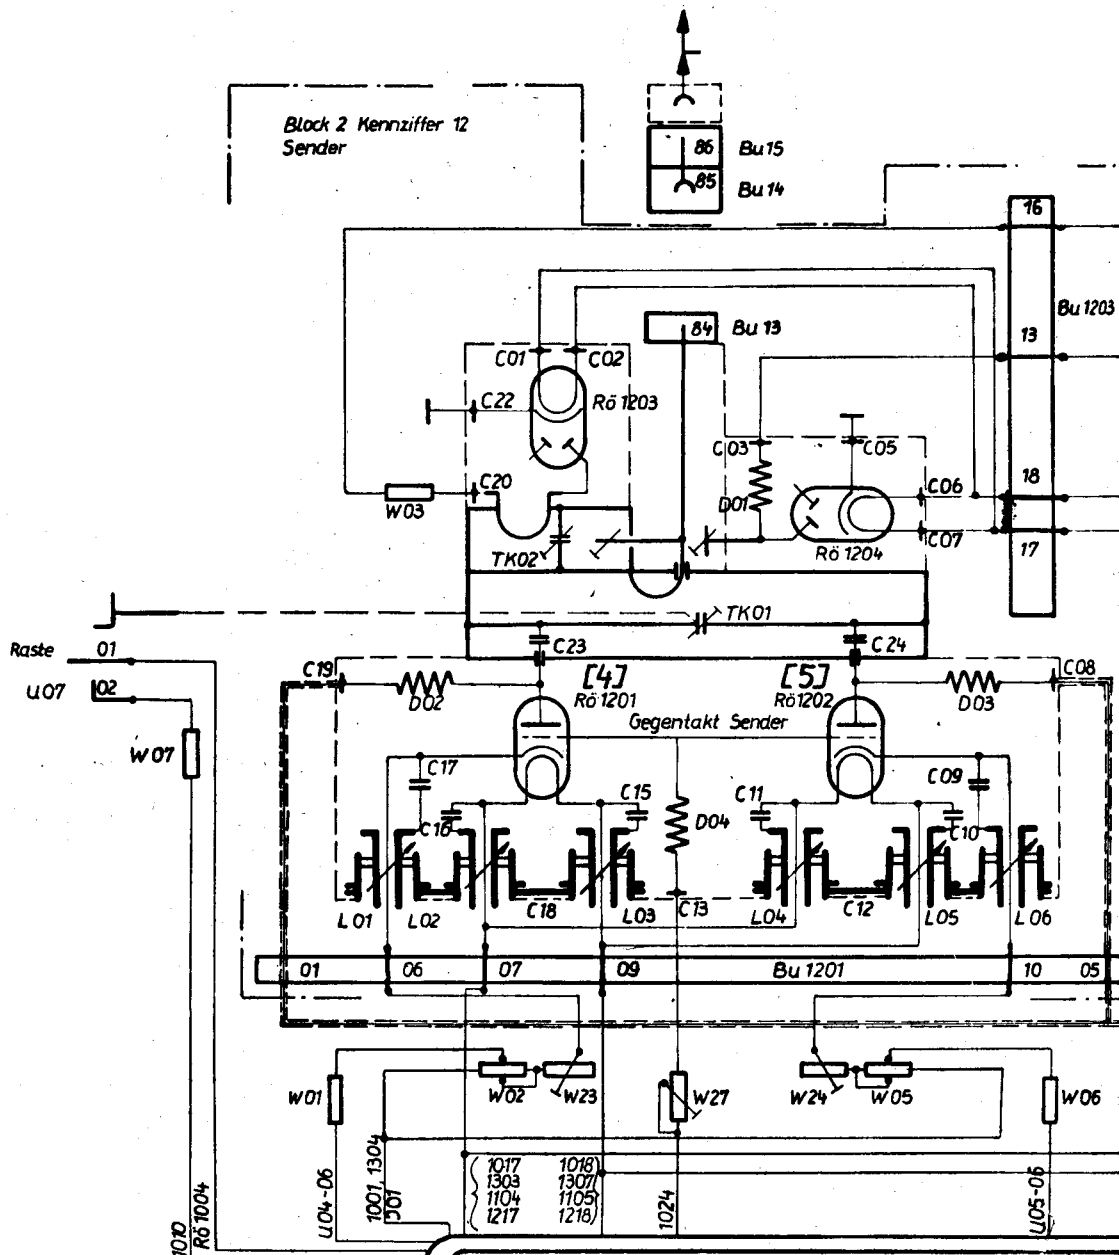 Block 2 Kennziffer 12
Sender
86 Bu 15
85 Bu 14
16
Bu 1203
84 Bu 13
13
C01 C02
C22
Rö 1203
C03
C05
C20
W03
D01
C06
18
TK02
C07
17
Rö 1204
TK01
Raste
01
C23
C24
U07
02
C19
[4]
[5]
C08
D02
Rö 1201
Rö 1202
D03
Gegentakt Sender
W07
C17
C09
C16
C15
C11
D04
C10
L01
L02
C18
L03
C13
L04
C12
L05
L06
01
06
07
09
Bu 1201
10
05
W01
W02
W23
W27
W24
W05
W06
1017 1018
1303 1307
1104 1105
1217 1218
1010
Rö 1004
U04-06
1001, 1304
J01
1024
U05-06